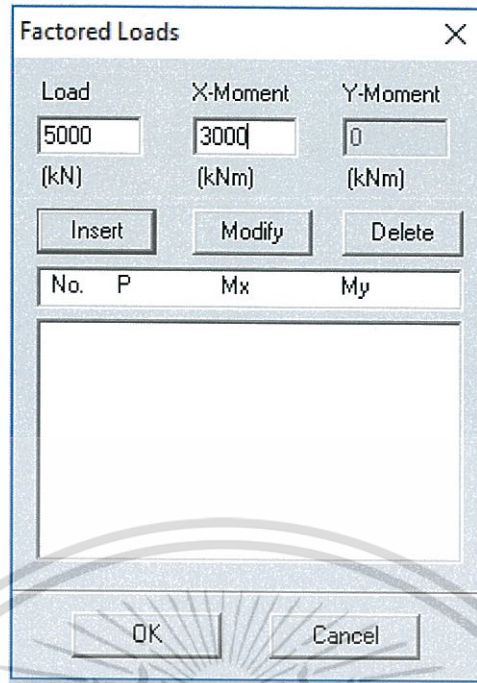 Factored Loads
Load X-Moment Y-Moment
5000 3000 0
(kN) (kNm) (kNm)
Insert Modify Delete
No. P Mx My
OK Cancel